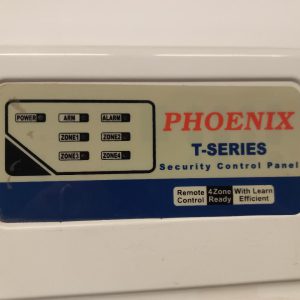 POWER ARM ALARM
ZONE1 ZONE2
ZONE3 ZONE4
PHOENIX
T-SERIES
Security Control Panel
Remote Control 4Zone Ready With Learn Efficient